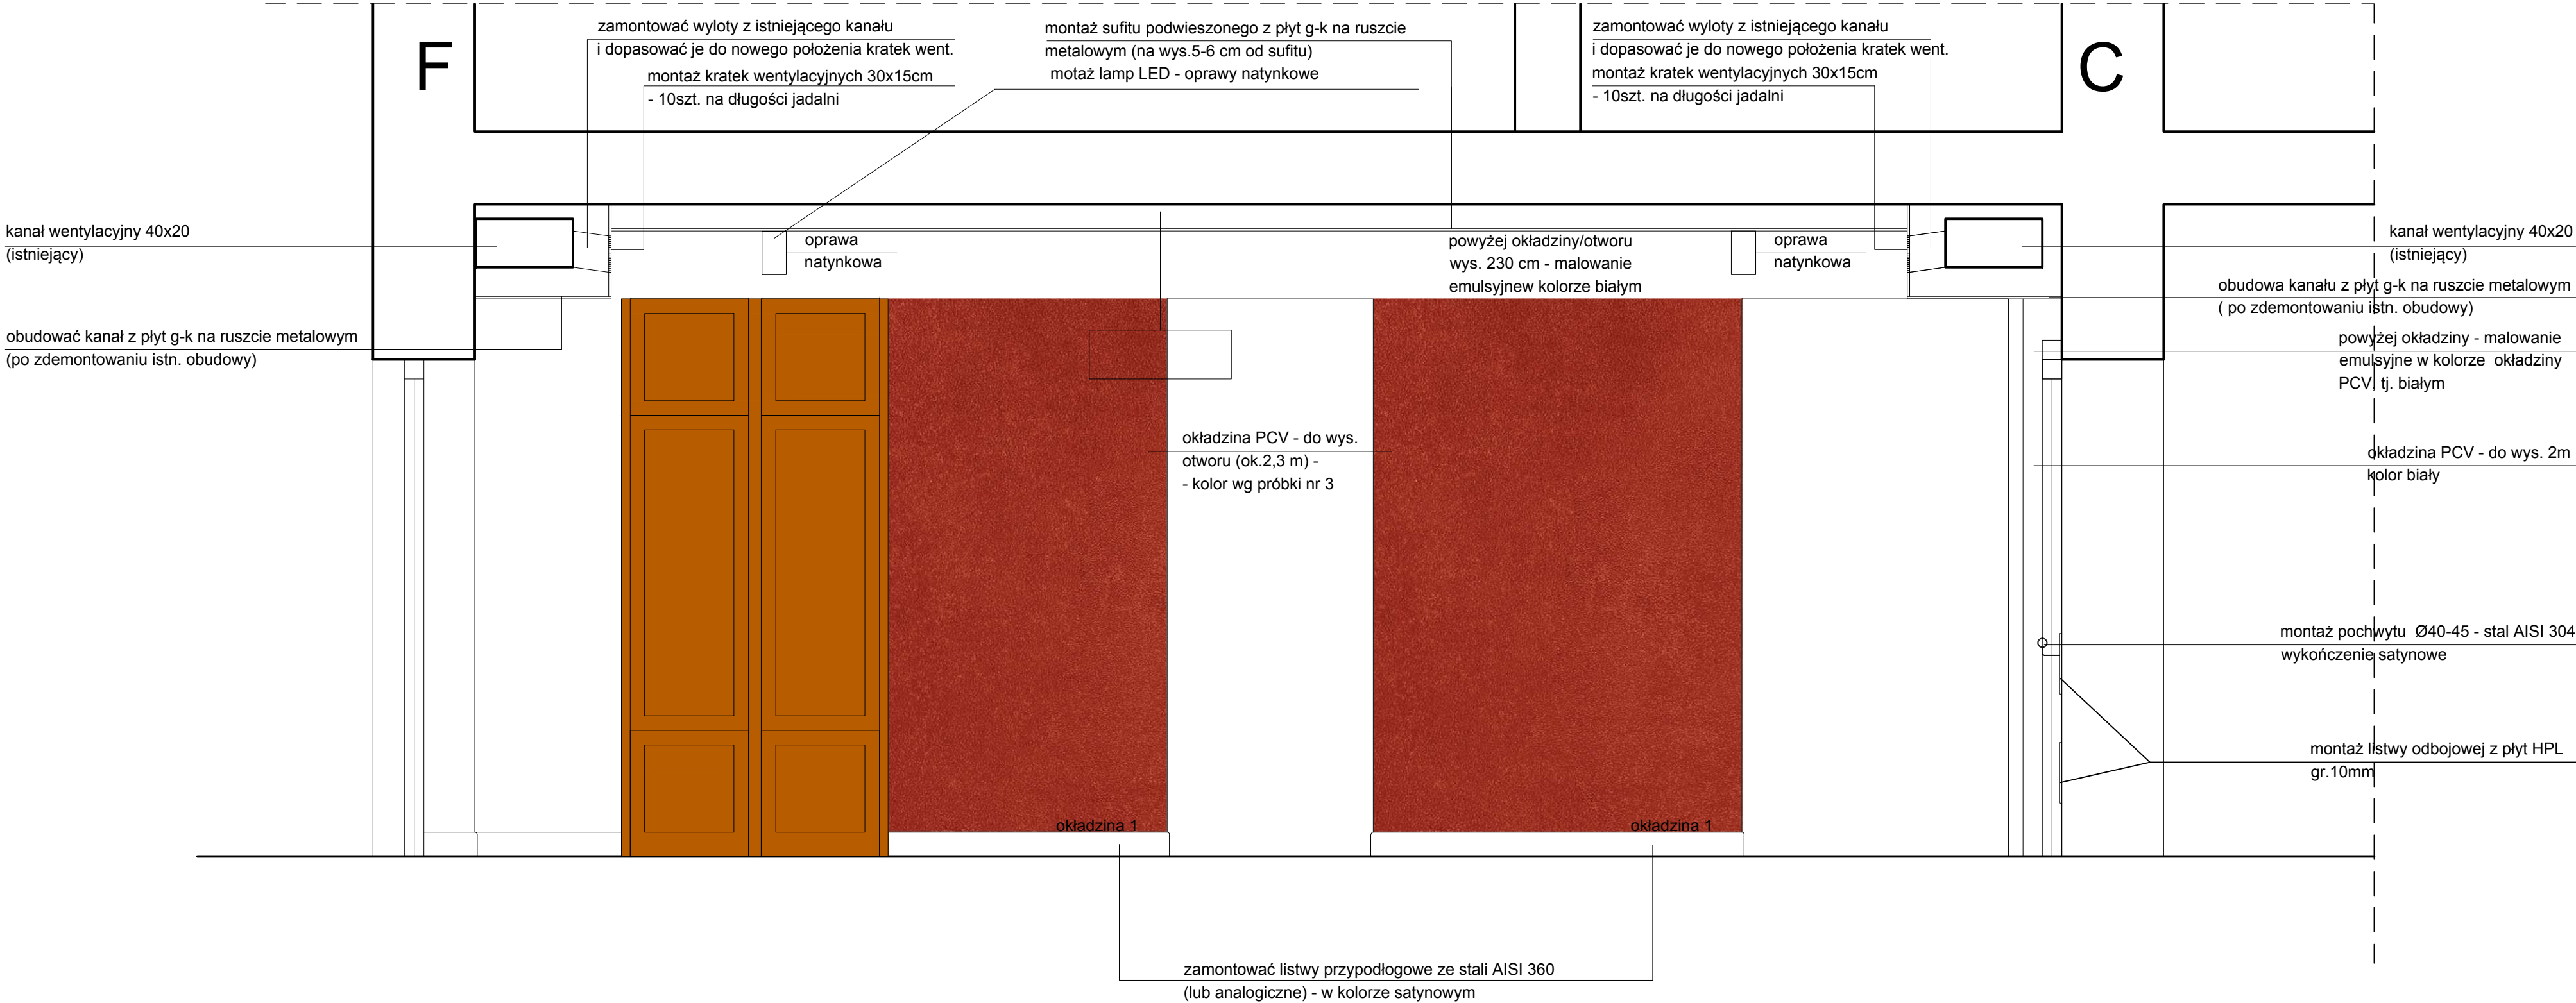 F
zamontować wyloty z istniejącego kanału
i dopasować je do nowego położenia kratek went.
montaż kratek wentylacyjnych 30x15cm
- 10szt. na długości jadalni
montaż sufitu podwieszonego z płyt g-k na ruszcie
metalowym (na wys.5-6 cm od sufitu)
motaż lamp LED - oprawy natynkowe
zamontować wyloty z istniejącego kanału
i dopasować je do nowego położenia kratek went.
montaż kratek wentylacyjnych 30x15cm
- 10szt. na długości jadalni
C
kanał wentylacyjny 40x20
(istniejący)
oprawa
natynkowa
powyżej okładziny/otworu
wys. 230 cm - malowanie
emulsyjnew kolorze białym
oprawa
natynkowa
kanał wentylacyjny 40x20
(istniejący)
obudowa kanału z płyt g-k na ruszcie metalowym
( po zdemontowaniu istn. obudowy)
obudować kanał z płyt g-k na ruszcie metalowym
(po zdemontowaniu istn. obudowy)
powyżej okładziny - malowanie
emulsyjne w kolorze okładziny
PCV, tj. białym
okładzina PCV - do wys.
otworu (ok.2,3 m) -
- kolor wg próbki nr 3
okładzina PCV - do wys. 2m
kolor biały
montaż pochwytu Ø40-45 - stal AISI 304
wykończenie satynowe
montaż listwy odbojowej z płyt HPL
gr.10mm
okładzina 1
okładzina 1
zamontować listwy przypodłogowe ze stali AISI 360
(lub analogiczne) - w kolorze satynowym